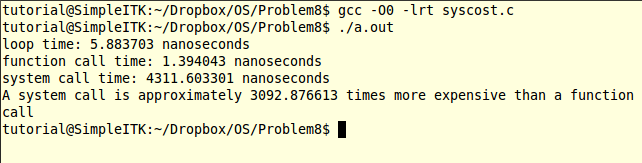 tutorial@SimpleITK:~/Dropbox/OS/Problem8$ gcc -O0 -lrt syscost.c
tutorial@SimpleITK:~/Dropbox/OS/Problem8$ ./a.out
loop time: 5.883703 nanoseconds
function call time: 1.394043 nanoseconds
system call time: 4311.603301 nanoseconds
A system call is approximately 3092.876613 times more expensive than a function
call
tutorial@SimpleITK:~/Dropbox/OS/Problem8$